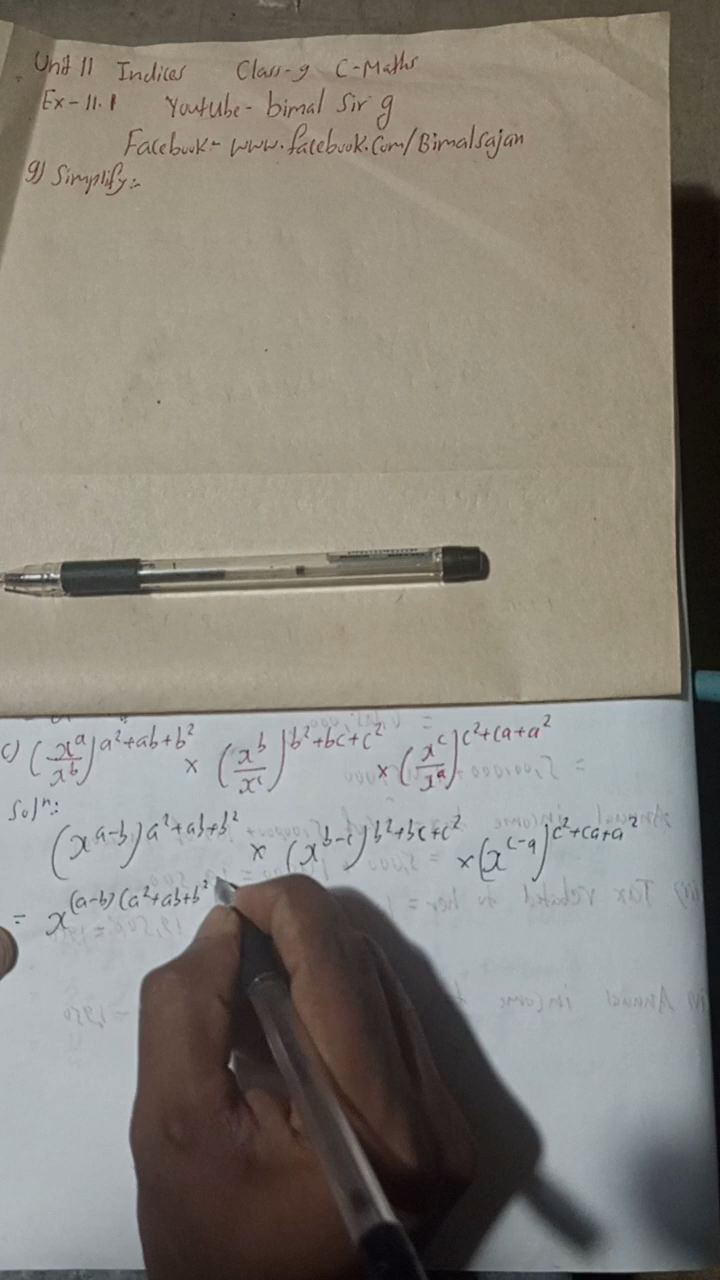 Unit 11 Indices Class-9 C-Maths
Ex-11.1 Youtube- bimal Sir g
Facebook- www.facebook.com/Bimalsajan
9) Simplify:-
c) (x^a/x^b)^a²+ab+b² × (x^b/x^c)^b²+bc+c² × (x^c/x^a)^c²+ca+a²
Solⁿ:
(x^a-b)^a²+ab+b² × (x^b-c)^b²+bc+c² × (x^c-a)^c²+ca+a²
= x^(a-b)(a²+ab+b²